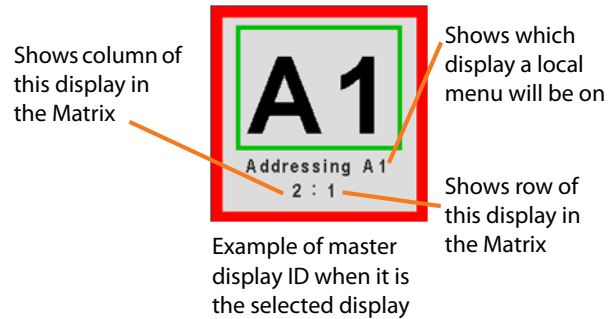 Shows column of
this display in
the Matrix
A1
Addressing A1
2 : 1
Shows which
display a local
menu will be on
Shows row of
this display in
the Matrix
Example of master
display ID when it is
the selected display